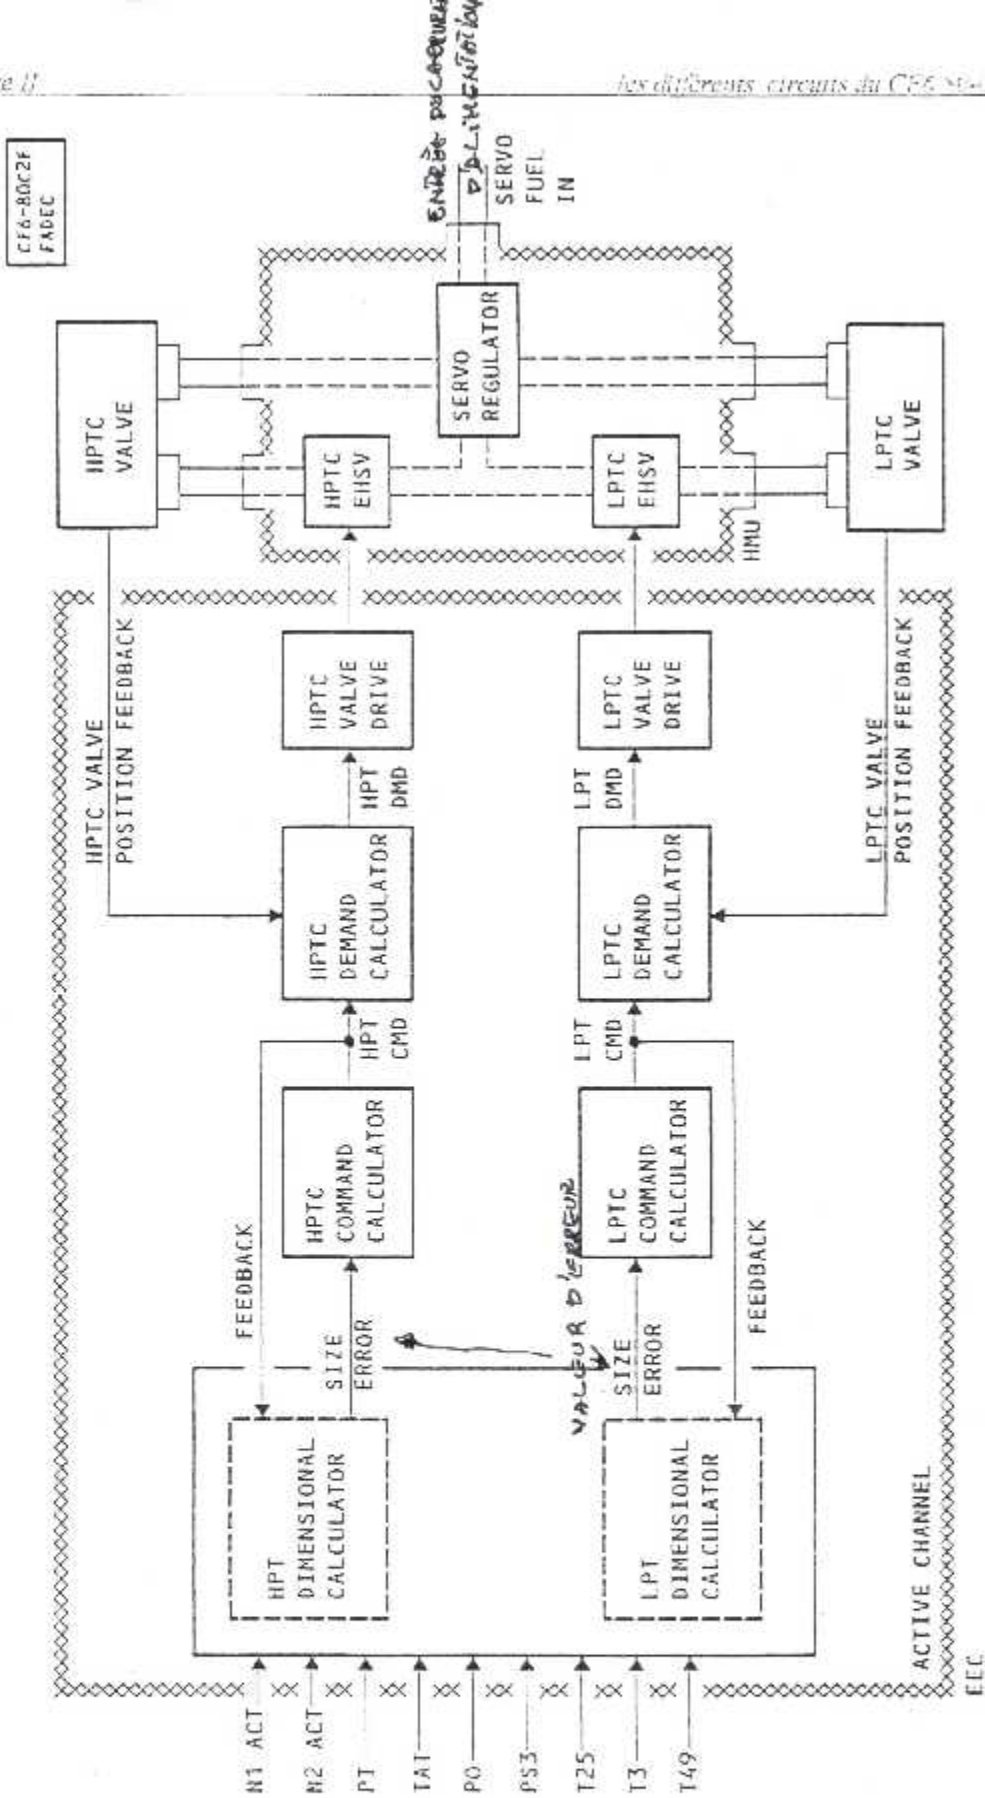 les différents circuits du CF6
CF6-80C2F
FADEC
D'ALIMENTATION
SERVO
FUEL
IN
HPTC
VALVE
SERVO
REGULATOR
LPTC
VALVE
HPTC
EHSV
LPTC
EHSV
HMU
HPTC VALVE
POSITION FEEDBACK
HPTC
VALVE
DRIVE
LPTC
VALVE
DRIVE
LPTC VALVE
POSITION FEEDBACK
HPT
DMD
LPT
DMD
HPTC
DEMAND
CALCULATOR
LPTC
DEMAND
CALCULATOR
HPT
CMD
LPT
CMD
HPTC
COMMAND
CALCULATOR
LPTC
COMMAND
CALCULATOR
FEEDBACK
SIZE
ERROR
VALEUR D'ERREUR
SIZE
ERROR
FEEDBACK
HPT
DIMENSIONAL
CALCULATOR
LPT
DIMENSIONAL
CALCULATOR
ACTIVE CHANNEL
EEC
N1 ACT
N2 ACT
PT
TAT
PO
PS3
T25
T3
T49